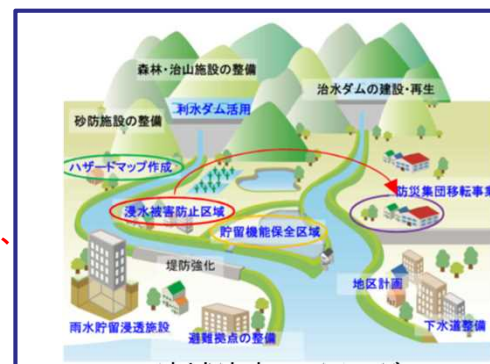 森林・治山施設の整備
治水ダムの建設・再生
利水ダム活用
砂防施設の整備
ハザードマップ作成
防災集団移転事業
浸水被害防止区域
貯留機能保全区域
堤防強化
地区計画
雨水貯留浸透施設
下水道整備
避難拠点の整備